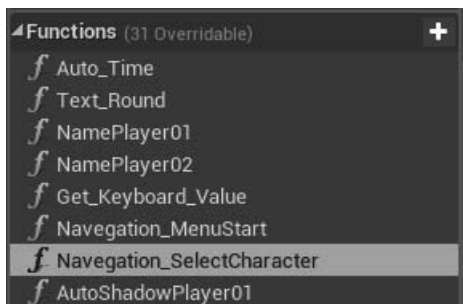 Functions (31 Overridable) +
f Auto_Time
f Text_Round
f NamePlayer01
f NamePlayer02
f Get_Keyboard_Value
f Navegation_MenuStart
f Navegation_SelectCharacter
f AutoShadowPlayer01